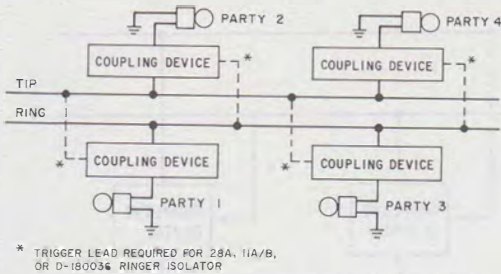 PARTY 2
PARTY 4
COUPLING DEVICE
*
COUPLING DEVICE
*
TIP
RING
COUPLING DEVICE
*
COUPLING DEVICE
*
PARTY 1
PARTY 3
* TRIGGER LEAD REQUIRED FOR 28A, 11A/B,
OR D-180036 RINGER ISOLATOR